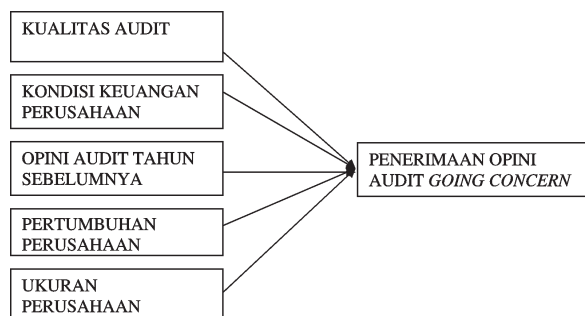 KUALITAS AUDIT
KONDISI KEUANGAN
PERUSAHAAN
OPINI AUDIT TAHUN
SEBELUMNYA
PERTUMBUHAN
PERUSAHAAN
UKURAN
PERUSAHAAN
PENERIMAAN OPINI
AUDIT GOING CONCERN